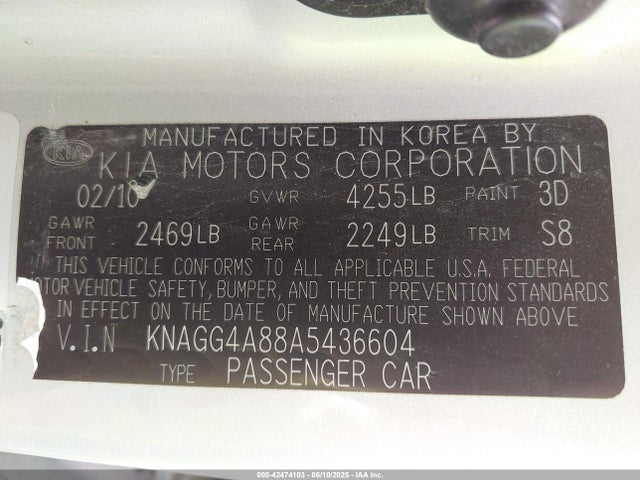 MANUFACTURED IN KOREA BY
KIA KIA MOTORS CORPORATION
02/10 GVWR 4255LB PAINT 3D
GAWR FRONT 2469LB GAWR REAR 2249LB TRIM S8
THIS VEHICLE CONFORMS TO ALL APPLICABLE U.S.A. FEDERAL
VEHICLE SAFETY, BUMPER, AND THEFT PREVENTION STANDARDS
IN EFFECT ON THE DATE OF MANUFACTURE SHOWN ABOVE
V.I.N KNAGG4A88A5436604
TYPE PASSENGER CAR
000-42474103 - 06/10/2025 - IAA Inc.